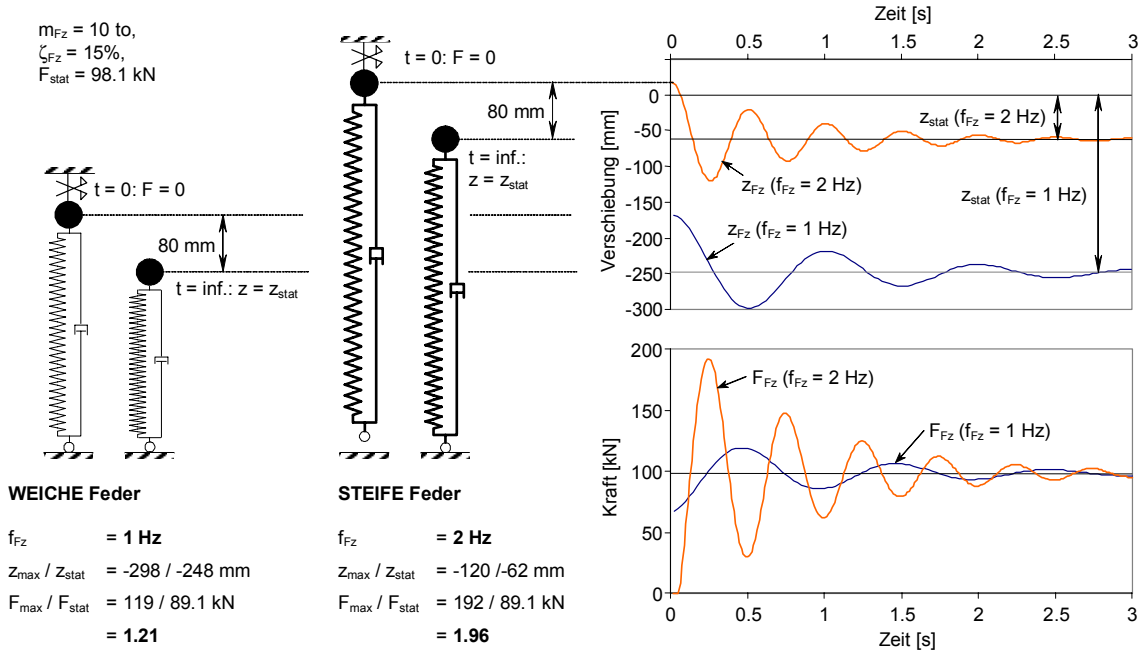 m_Fz = 10 to,
ζ_Fz = 15%,
F_stat = 98.1 kN
t = 0: F = 0
80 mm
t = inf.: z = z_stat
t = 0: F = 0
80 mm
t = inf.:
z = z_stat
WEICHE Feder
f_Fz = 1 Hz
z_max / z_stat = -298 / -248 mm
F_max / F_stat = 119 / 89.1 kN
= 1.21
STEIFE Feder
f_Fz = 2 Hz
z_max / z_stat = -120 /-62 mm
F_max / F_stat = 192 / 89.1 kN
= 1.96
Zeit [s]
0 0.5 1 1.5 2 2.5 3
Verschiebung [mm]
0
-50
-100
-150
-200
-250
-300
z_stat (f_Fz = 2 Hz)
z_Fz (f_Fz = 2 Hz)
z_stat (f_Fz = 1 Hz)
z_Fz (f_Fz = 1 Hz)
Kraft [kN]
200
150
100
50
0
F_Fz (f_Fz = 2 Hz)
F_Fz (f_Fz = 1 Hz)
0 0.5 1 1.5 2 2.5 3
Zeit [s]